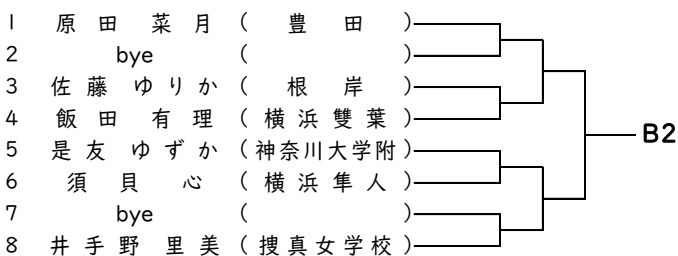 1 原田 菜月 ( 豊田 )
2 bye ( )
3 佐藤 ゆりか ( 根岸 )
4 飯田 有理 ( 横浜雙葉 )
B2
5 是友 ゆずか ( 神奈川大学附 )
6 須貝 心 ( 横浜隼人 )
7 bye ( )
8 井手野 里美 ( 捜真女学校 )